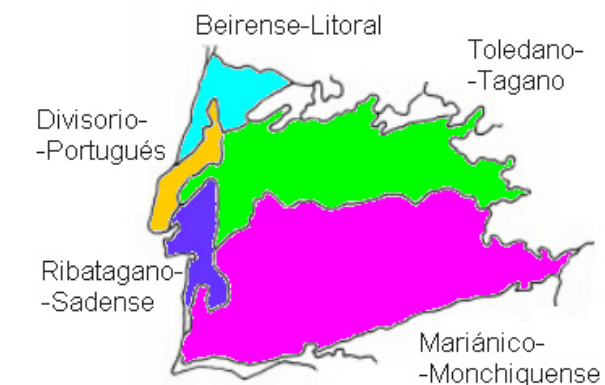 Beirense-Litoral
Toledano-
-Tagano
Divisorio-
-Portugués
Ribatagano-
-Sadense
Mariánico-
-Monchiquense